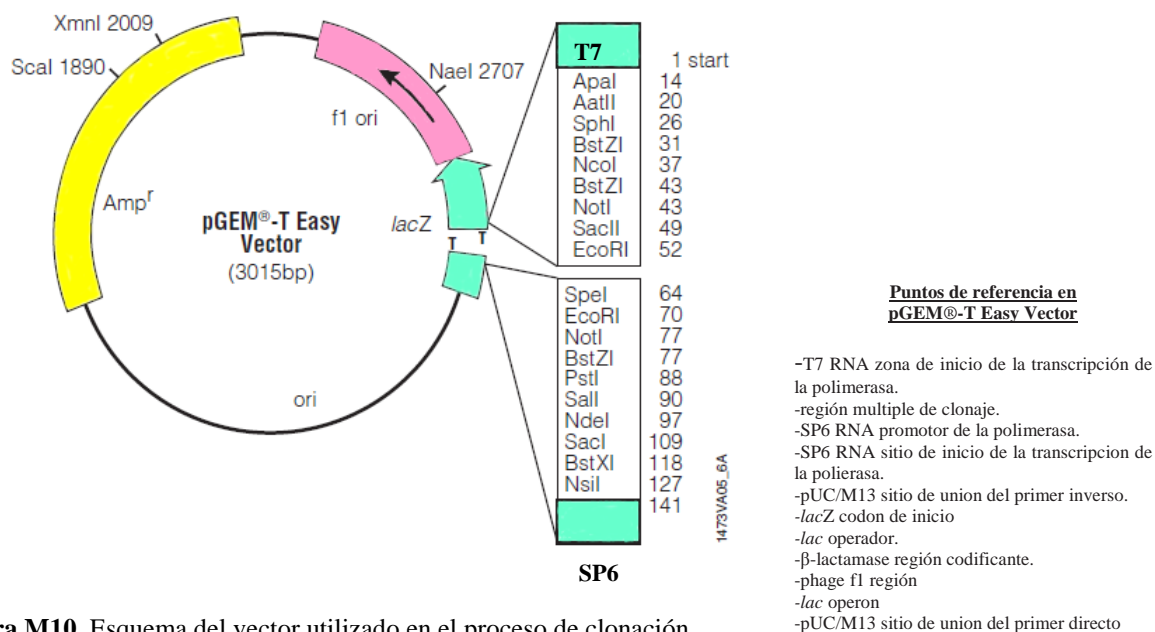 XmnI 2009
ScaI 1890
NaeI 2707
f1 ori
Ampr
pGEM®-T Easy
Vector
(3015bp)
lacZ
T T
ori
T7
1 start
ApaI 14
AatII 20
SphI 26
BstZI 31
NcoI 37
BstZI 43
NotI 43
SacII 49
EcoRI 52
SpeI 64
EcoRI 70
NotI 77
BstZI 77
PstI 88
SalI 90
NdeI 97
SacI 109
BstXI 118
NsiI 127
141
SP6
1473VA05_6A
Puntos de referencia en
pGEM®-T Easy Vector
-T7 RNA zona de inicio de la transcripción de
la polimerasa.
-región multiple de clonaje.
-SP6 RNA promotor de la polimerasa.
-SP6 RNA sitio de inicio de la transcripcion de
la polierasa.
-pUC/M13 sitio de union del primer inverso.
-lacZ codon de inicio
-lac operador.
-β-lactamase región codificante.
-phage f1 región
-lac operon
-pUC/M13 sitio de union del primer directo
ra M10. Esquema del vector utilizado en el proceso de clonación